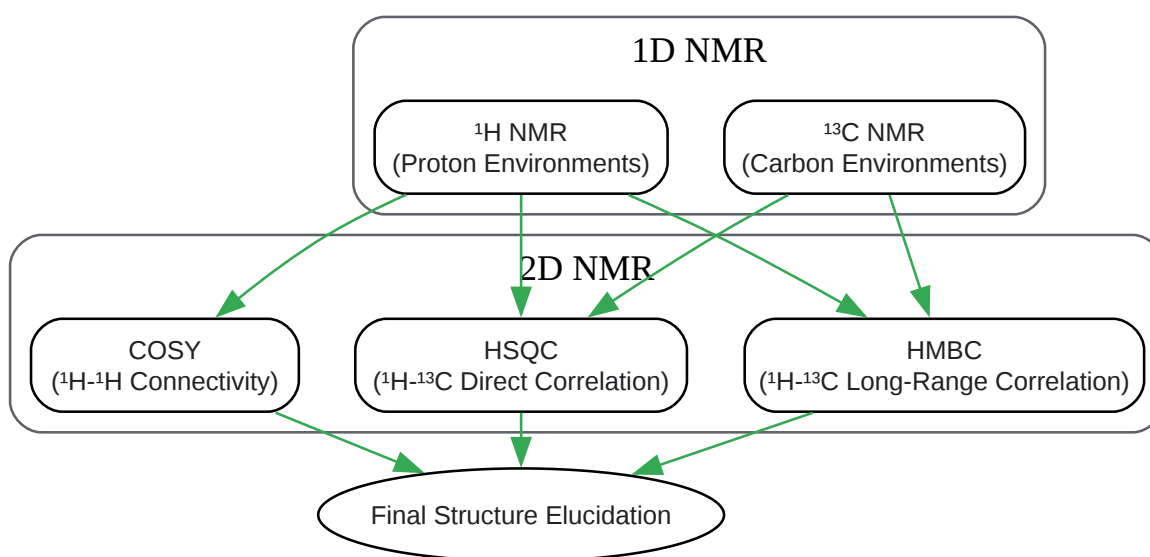 1D NMR
¹H NMR
(Proton Environments)
¹³C NMR
(Carbon Environments)
2D NMR
COSY
(¹H-¹H Connectivity)
HSQC
(¹H-¹³C Direct Correlation)
HMBC
(¹H-¹³C Long-Range Correlation)
Final Structure Elucidation